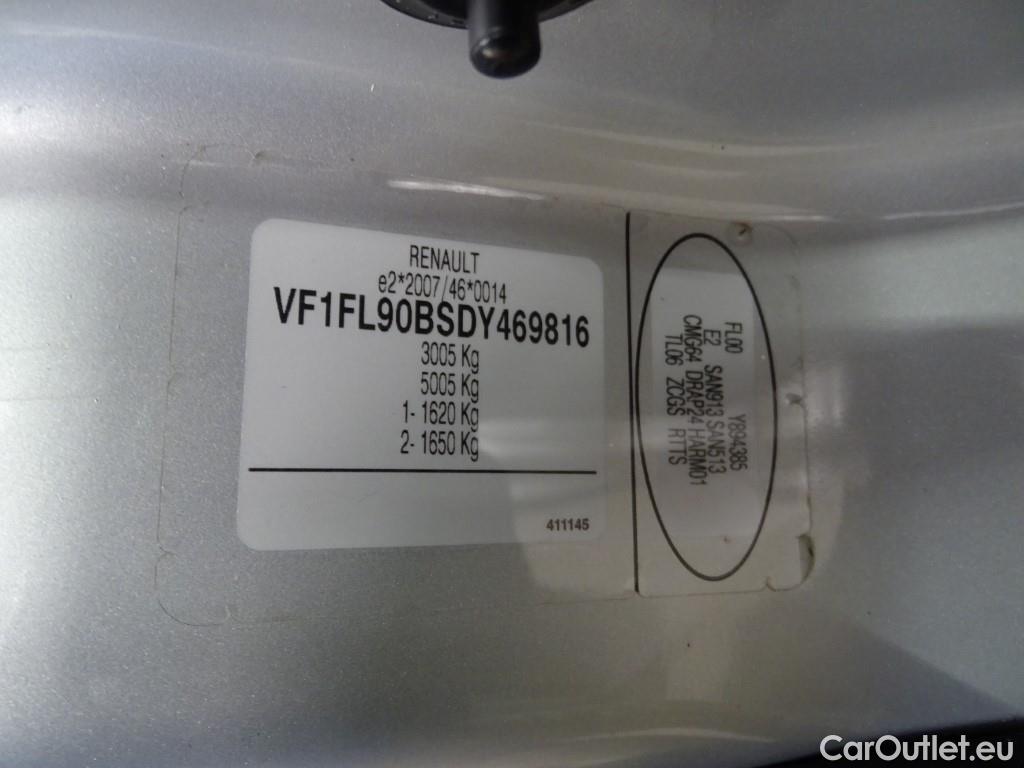 RENAULT
e2*2007/46*0014
VF1FL90BSDY469816
3005 Kg
5005 Kg
1- 1620 Kg
2- 1650 Kg
411145
FL00 Y894385
E2 SAN913 SAN513
CMG64 DRAP24 HARM01
TL06 ZCGS RTTS
CarOutlet.eu